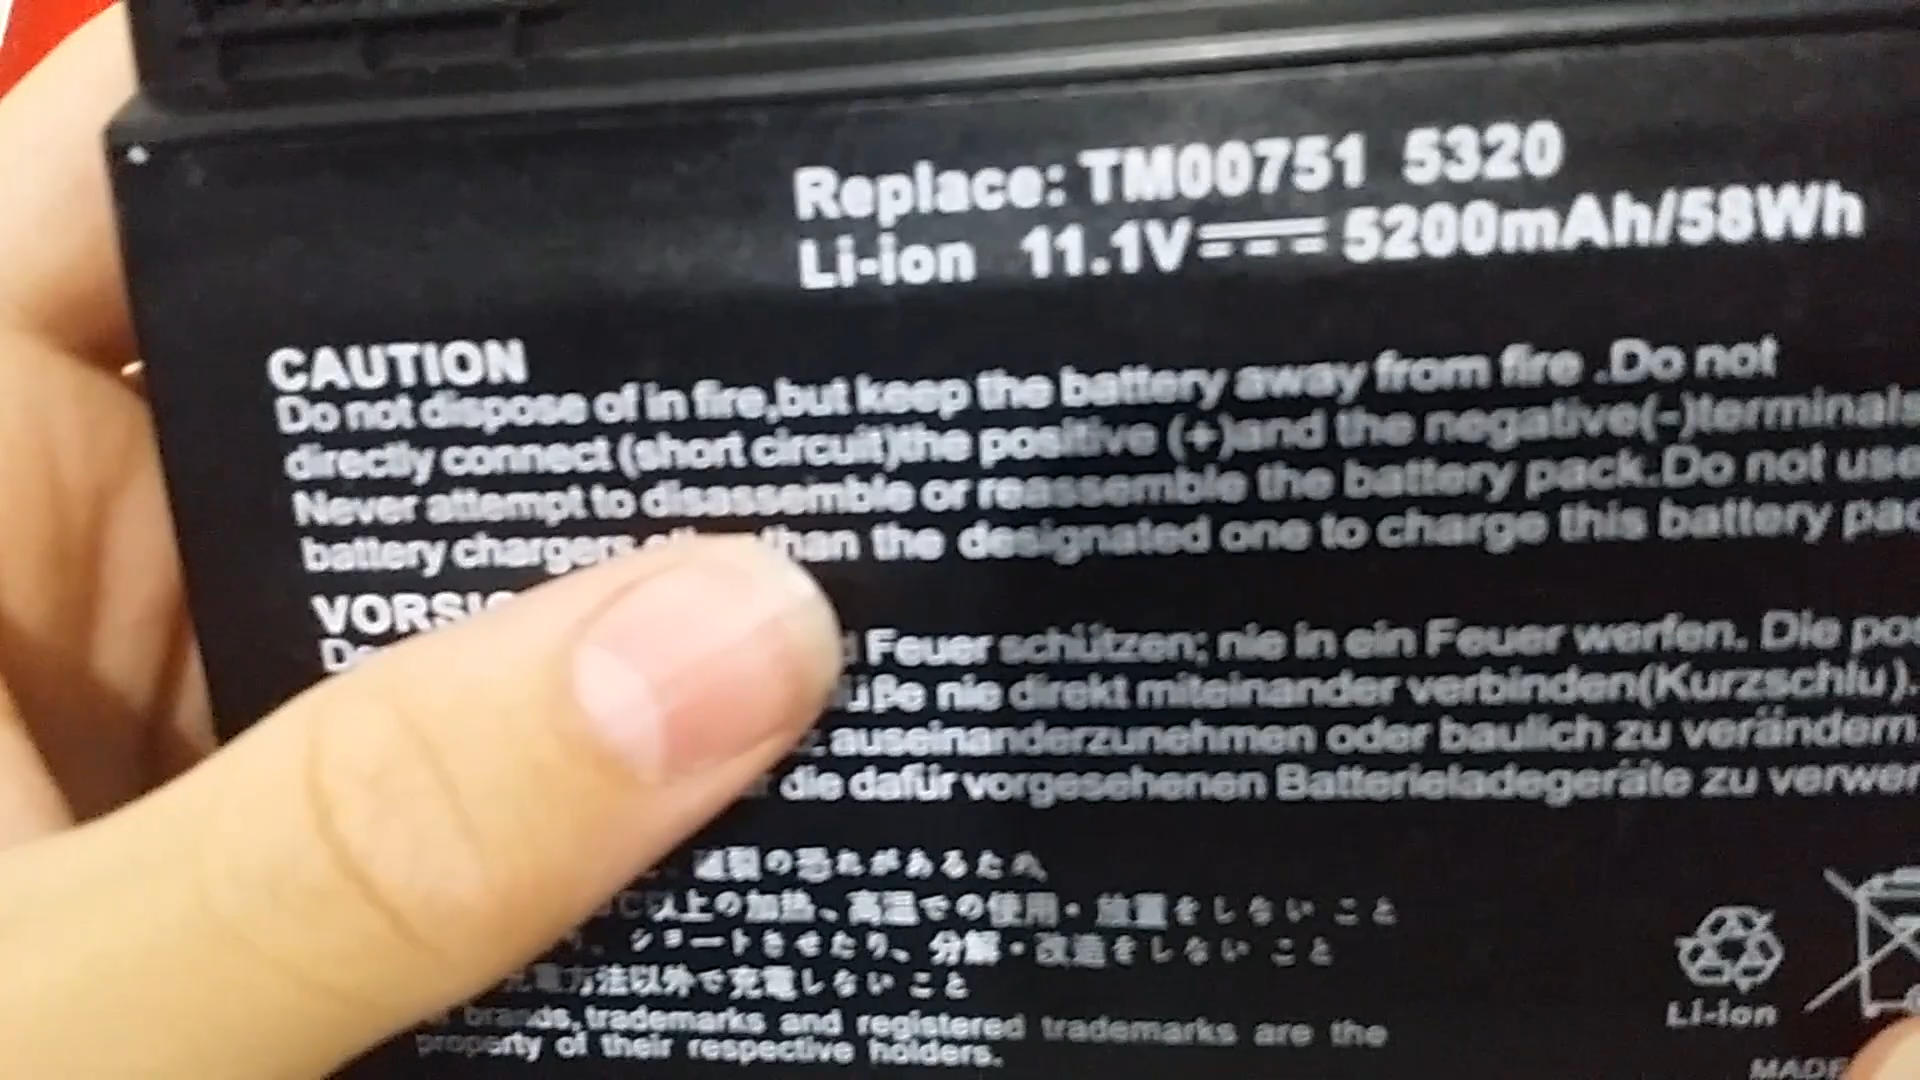 Replace: TM00751 5320
Li-ion 11.1V 5200mAh/58Wh
CAUTION
Do not dispose of in fire,but keep the battery away from fire .Do not
directly connect (short circuit)the positive (+)and the negative(-)terminals
Never attempt to disassemble or reassemble the battery pack.Do not use
battery chargers than the designated one to charge this battery
Feuer schützen; nie in ein Feuer werfen. Die
nie direkt miteinander verbinden(Kurzschlu).
auseinanderzunehmen oder baulich zu verändern
die dafür vorgesehenen Batterieladegeräte zu
破裂の恐れがあるため
以上の加熱、高温での使用・放置をしない こと
ショートさせたり、分解・改造をしない こと
方法以外で充電しない こと
brands,trademarks and registered trademarks are the
property of their respective holders.
Li-ion
MADE